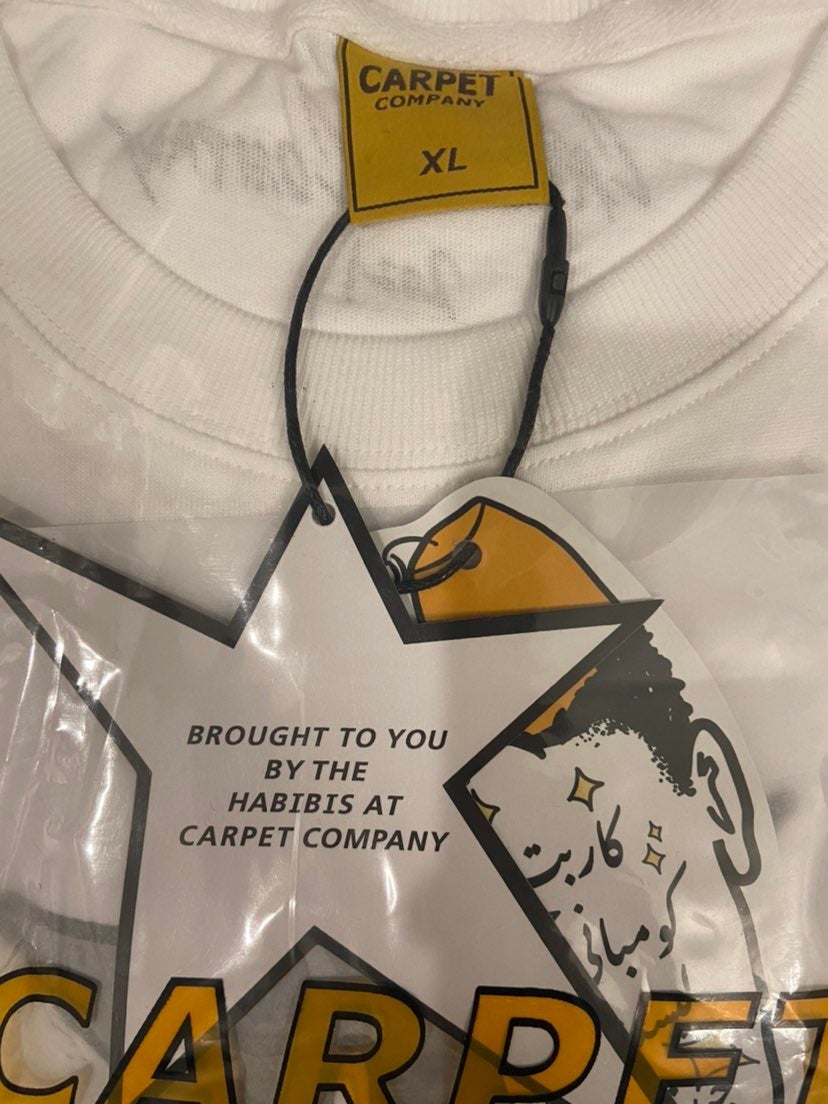 CARPET
COMPANY
XL
BROUGHT TO YOU
BY THE
HABIBIS AT
CARPET COMPANY
كاربت
كومباني
CARPET